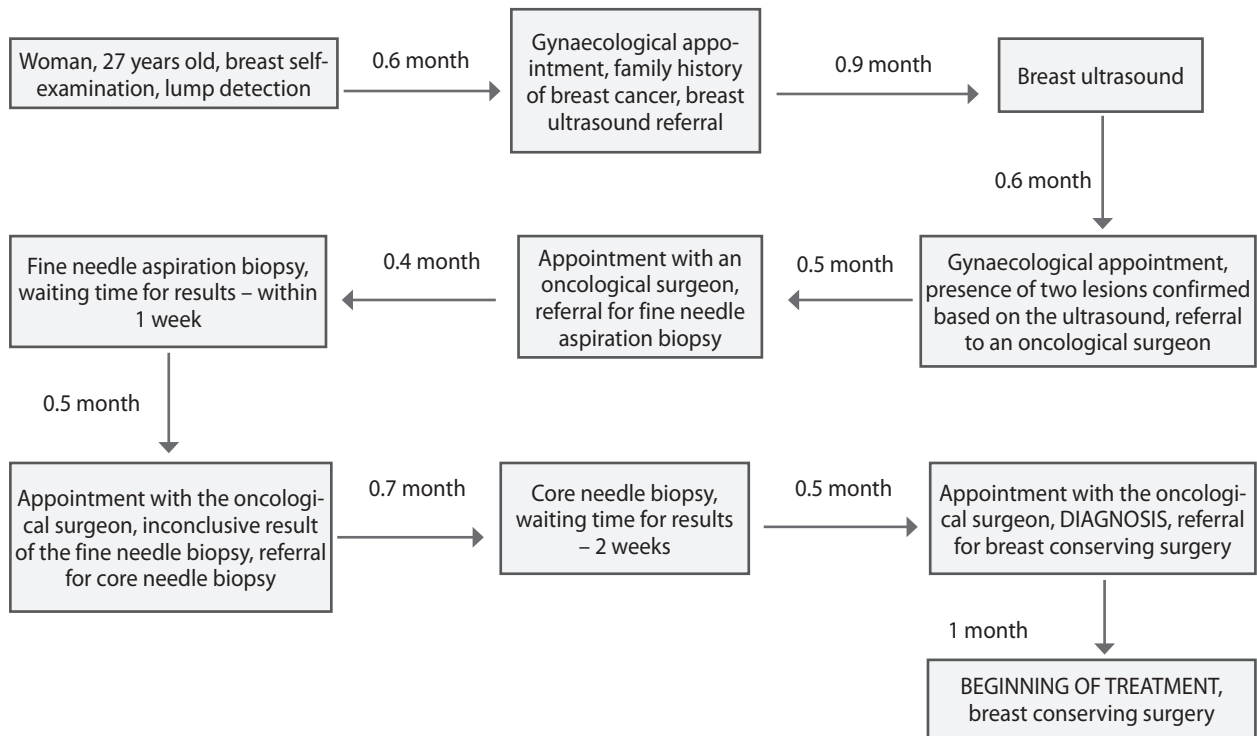 Woman, 27 years old, breast self-
examination, lump detection
0.6 month
Gynaecological appo-
intment, family history
of breast cancer, breast
ultrasound referral
0.9 month
Breast ultrasound
0.6 month
Gynaecological appointment,
presence of two lesions confirmed
based on the ultrasound, referral
to an oncological surgeon
0.5 month
Appointment with an
oncological surgeon,
referral for fine needle
aspiration biopsy
0.4 month
Fine needle aspiration biopsy,
waiting time for results – within
1 week
0.5 month
Appointment with the oncologi-
cal surgeon, inconclusive result
of the fine needle biopsy, referral
for core needle biopsy
0.7 month
Core needle biopsy,
waiting time for results
– 2 weeks
0.5 month
Appointment with the oncologi-
cal surgeon, DIAGNOSIS, referral
for breast conserving surgery
1 month
BEGINNING OF TREATMENT,
breast conserving surgery